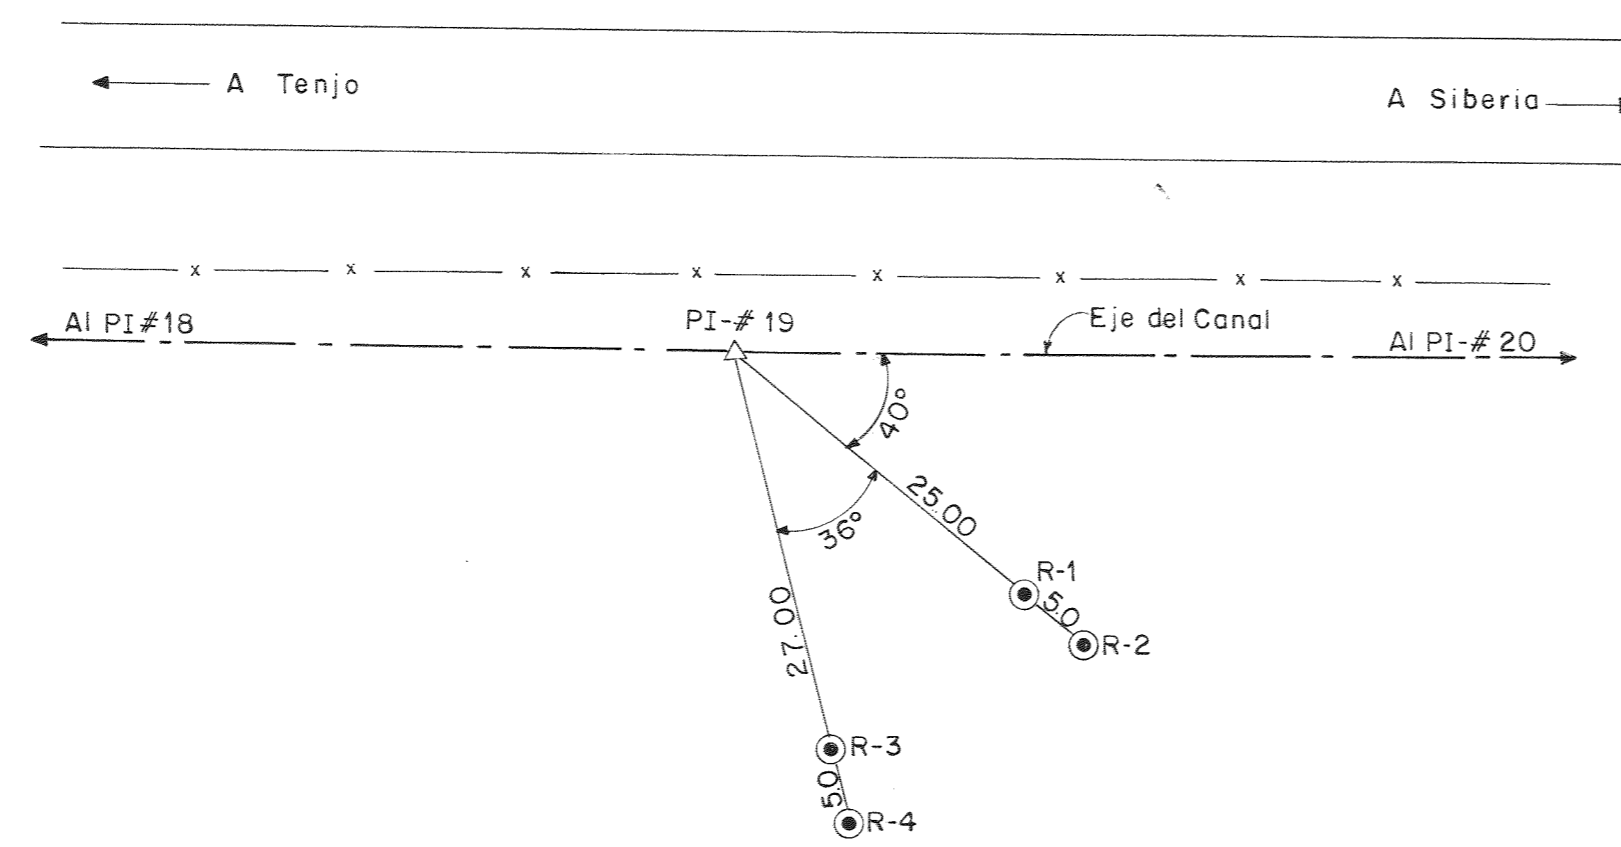 A Tenjo
A Siberia
x x x x x x x x
Al PI#18
PI-# 19
Eje del Canal
Al PI-# 20
40°
36°
25.00
27.00
R-1
5.0
R-2
R-3
5.0
R-4